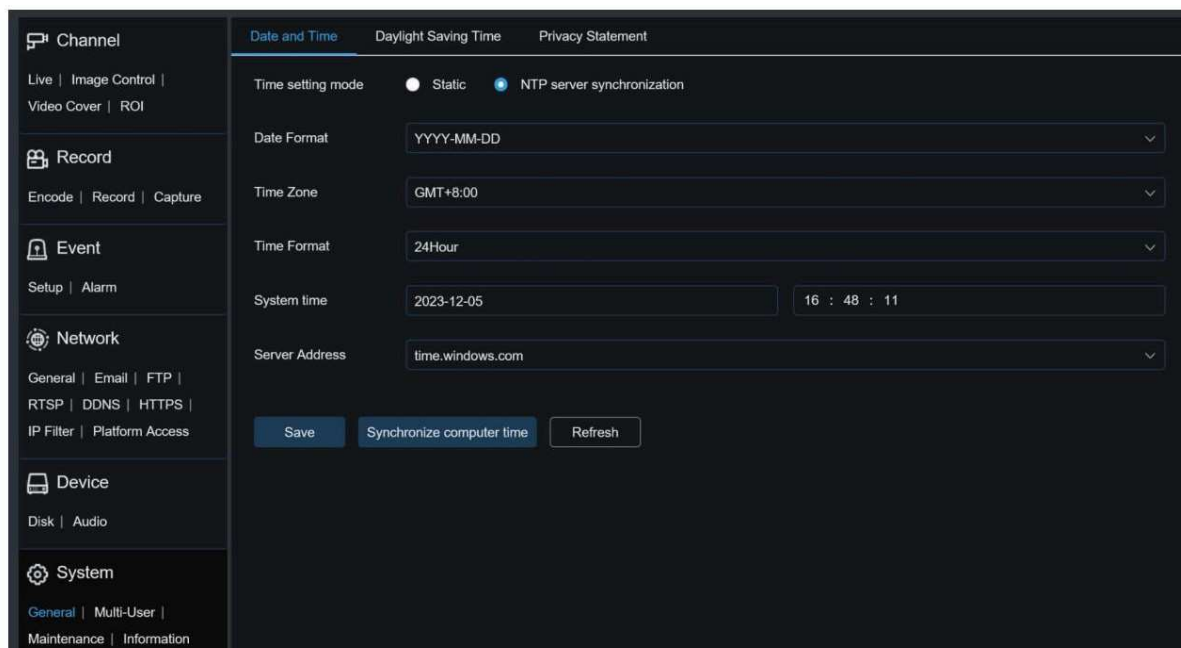 Channel
Live | Image Control |
Video Cover | ROI
Record
Encode | Record | Capture
Event
Setup | Alarm
Network
General | Email | FTP |
RTSP | DDNS | HTTPS |
IP Filter | Platform Access
Device
Disk | Audio
System
General | Multi-User |
Maintenance | Information
Date and Time Daylight Saving Time Privacy Statement
Time setting mode Static NTP server synchronization
Date Format YYYY-MM-DD
Time Zone GMT+8:00
Time Format 24Hour
System time 2023-12-05 16 : 48 : 11
Server Address time.windows.com
Save Synchronize computer time Refresh